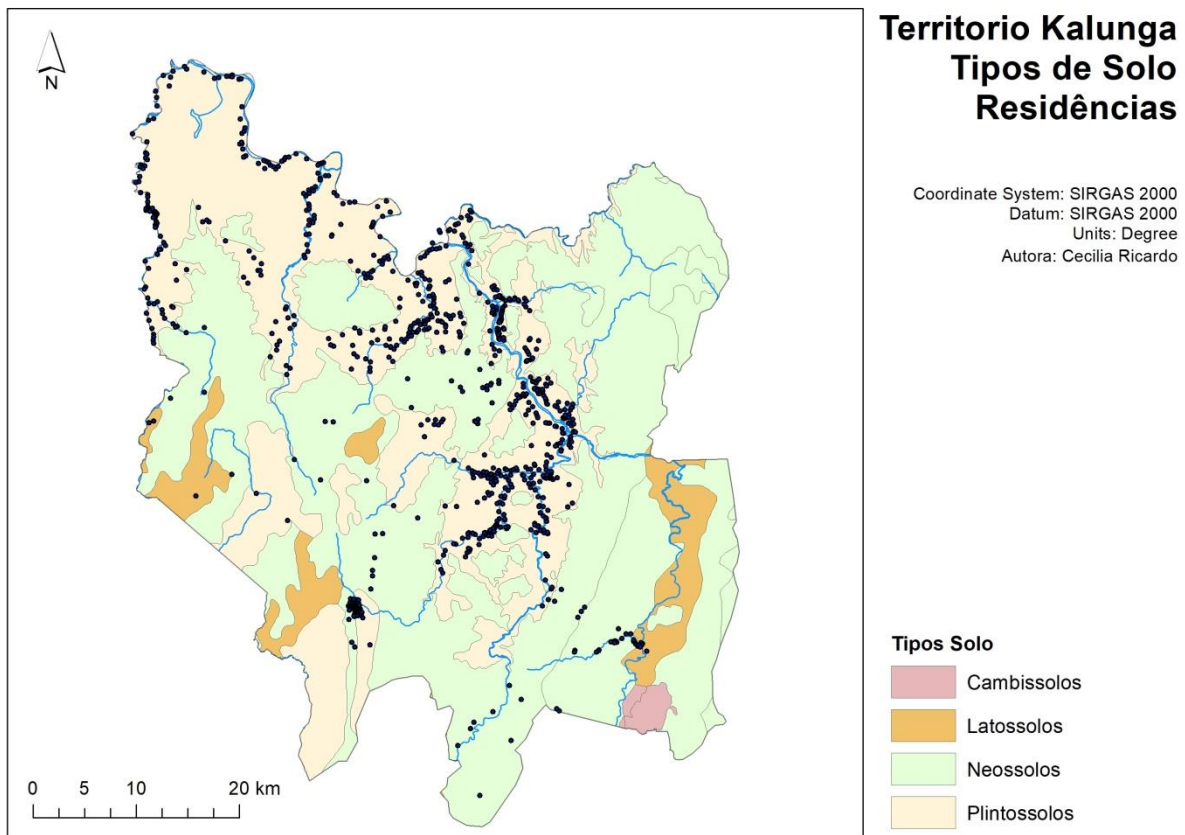 Territorio Kalunga
Tipos de Solo
Residências
Coordinate System: SIRGAS 2000
Datum: SIRGAS 2000
Units: Degree
Autora: Cecilia Ricardo
N
Tipos Solo
Cambissolos
Latossolos
Neossolos
Plintossolos
0 5 10 20 km